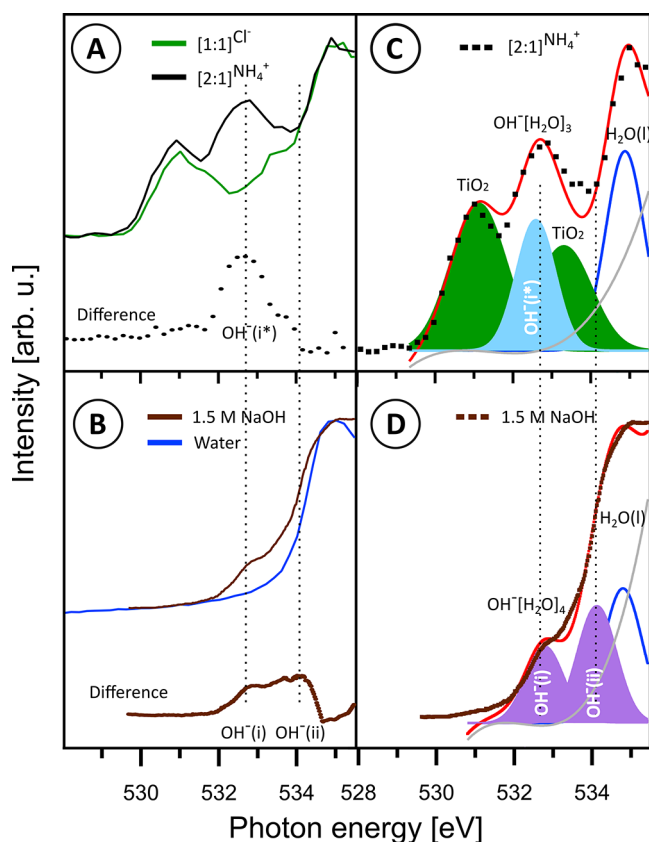 A
[1:1]Cl⁻
[2:1]NH₄⁺
Difference
OH⁻(i*)
C
[2:1]NH₄⁺
OH⁻[H₂O]₃
H₂O(l)
TiO₂
TiO₂
OH⁻(i*)
Intensity [arb. u.]
B
1.5 M NaOH
Water
Difference
OH⁻(i)
OH⁻(ii)
D
1.5 M NaOH
H₂O(l)
OH⁻[H₂O]₄
OH⁻(i)
OH⁻(ii)
530 532 534 528 530 532 534
Photon energy [eV]